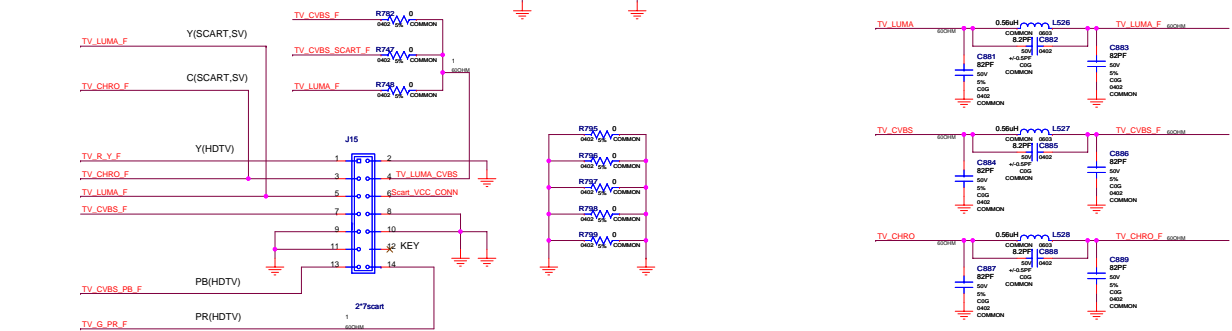 TV_CVBS_F
R782
0
0402
5%
COMMON
TV_CVBS_SCART_F
R747
0
0402
5%
COMMON
TV_LUMA_F
R748
0
0402
5%
COMMON
1
60OHM
Y(SCART,SV)
TV_LUMA_F
C(SCART,SV)
TV_CHRO_F
Y(HDTV)
TV_R_Y_F
TV_CHRO_F
TV_LUMA_F
TV_CVBS_F
J15
1
2
3
4
TV_LUMA_CVBS
5
6
Scart_VCC_CONN
7
8
9
10
11
12
KEY
13
14
PB(HDTV)
TV_CVBS_PB_F
2*7scart
PR(HDTV)
TV_G_PR_F
1
60OHM
R795
0
0402
5%
COMMON
R796
0
0402
5%
COMMON
R797
0
0402
5%
COMMON
R798
0
0402
5%
COMMON
R799
0
0402
5%
COMMON
TV_LUMA
60OHM
0.56uH
L526
COMMON
0603
8.2PF
C882
50V
0402
+/-0.5PF
C0G
COMMON
TV_LUMA_F
60OHM
C881
82PF
50V
5%
C0G
0402
COMMON
C883
82PF
50V
5%
C0G
0402
COMMON
TV_CVBS
60OHM
0.56uH
L527
COMMON
0603
8.2PF
C885
50V
0402
+/-0.5PF
C0G
COMMON
TV_CVBS_F
60OHM
C884
82PF
50V
5%
C0G
0402
COMMON
C886
82PF
50V
5%
C0G
0402
COMMON
TV_CHRO
60OHM
0.56uH
L528
COMMON
0603
8.2PF
C888
50V
0402
+/-0.5PF
C0G
COMMON
TV_CHRO_F
60OHM
C887
82PF
50V
5%
C0G
0402
COMMON
C889
82PF
50V
5%
C0G
0402
COMMON